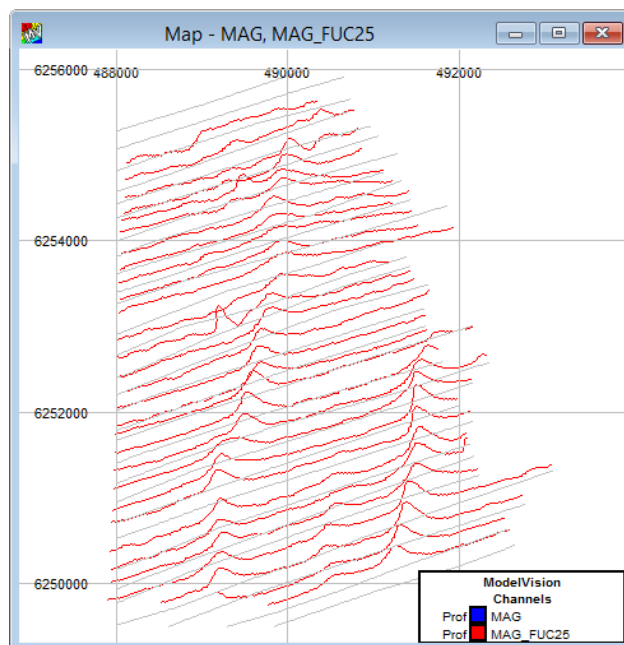 Map - MAG, MAG_FUC25
6256000
488000 490000 492000
6254000
6252000
6250000
ModelVision
Channels
Prof MAG
Prof MAG_FUC25